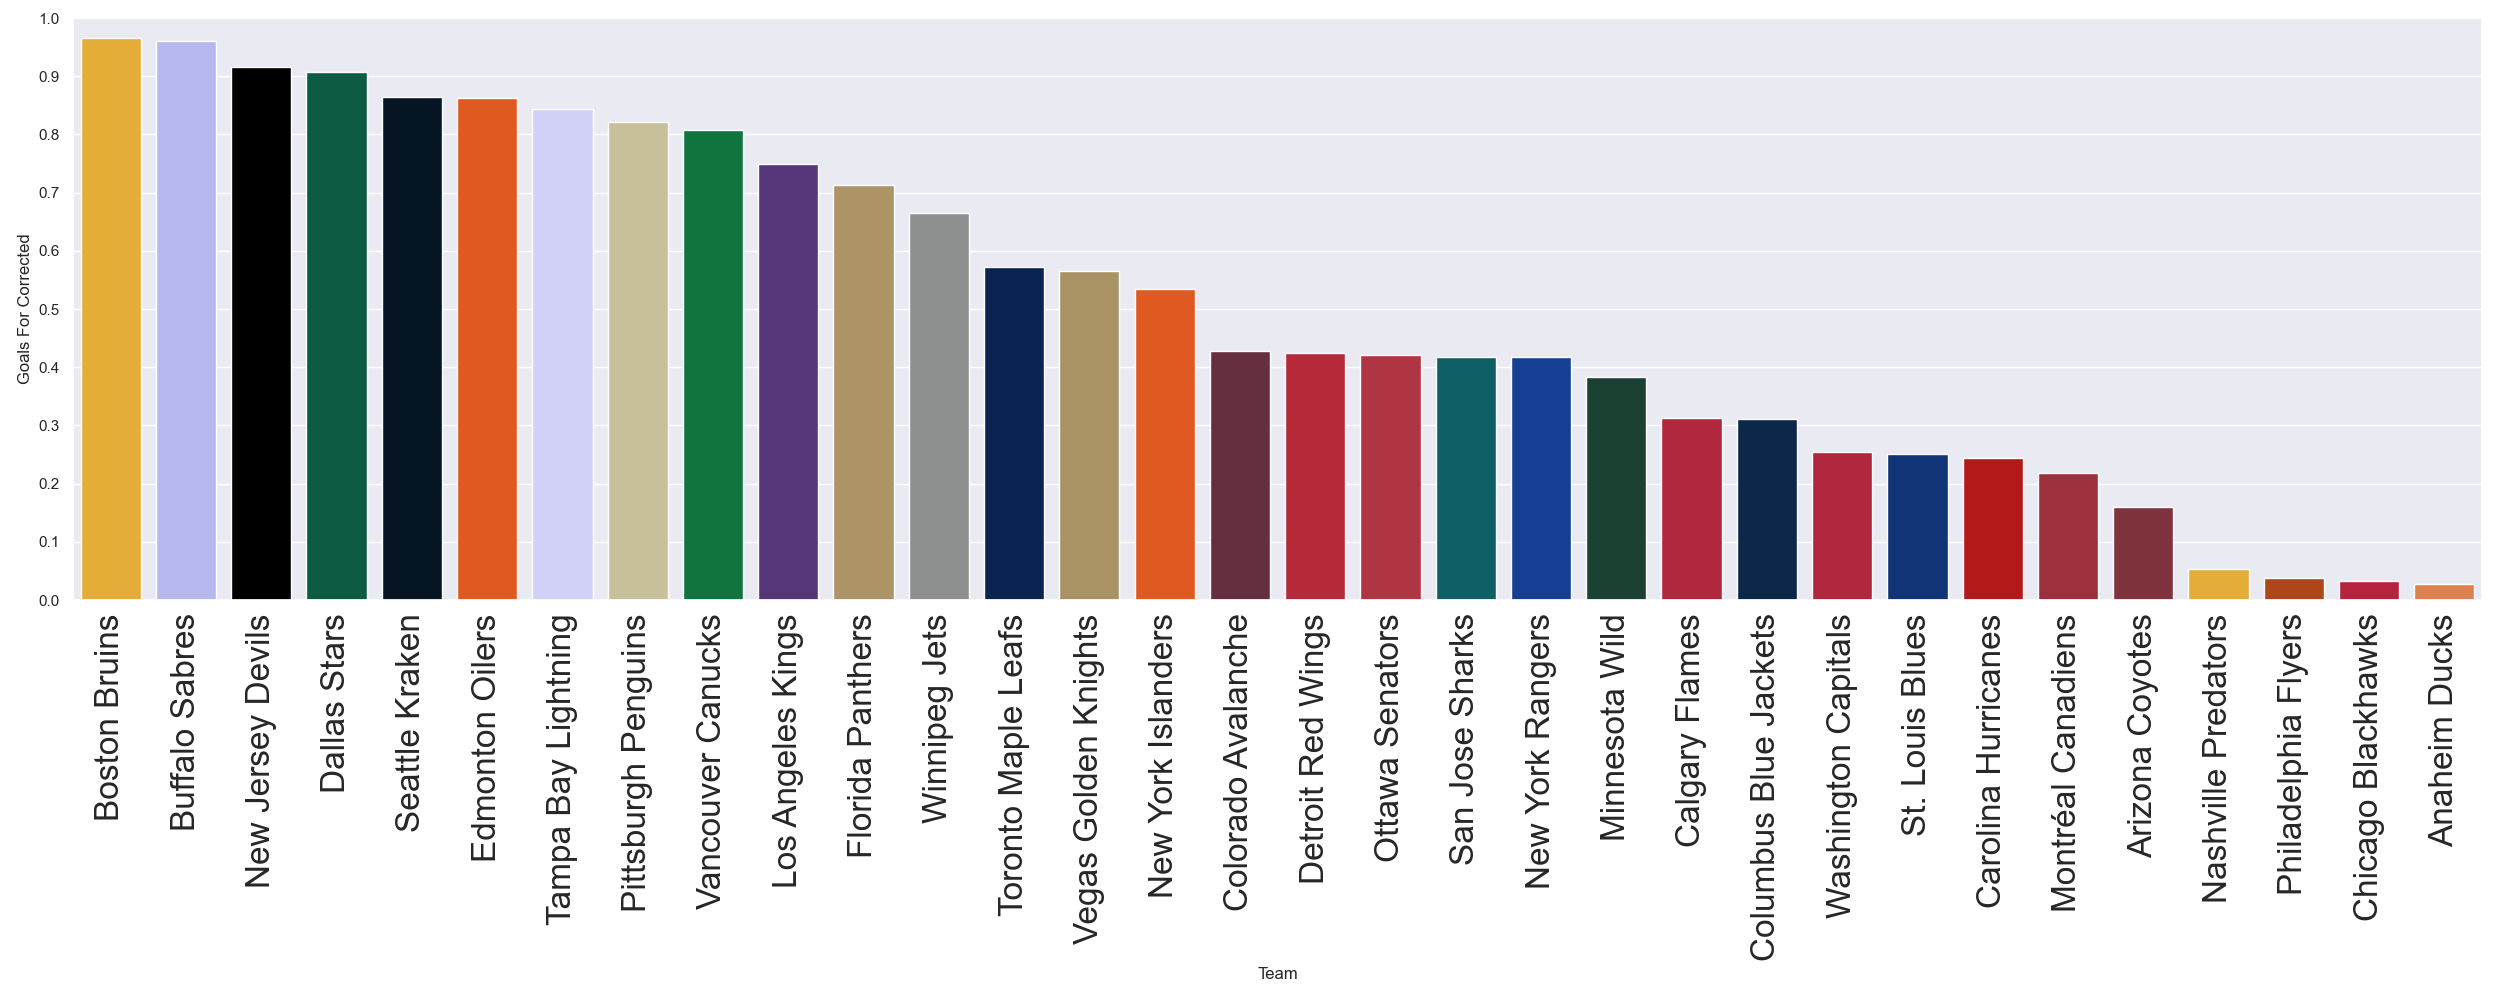 1.0
0.9
0.8
0.7
0.6
0.5
0.4
0.3
0.2
0.1
0.0
Goals For Corrected
Boston Bruins
Buffalo Sabres
New Jersey Devils
Dallas Stars
Seattle Kraken
Edmonton Oilers
Tampa Bay Lightning
Pittsburgh Penguins
Vancouver Canucks
Los Angeles Kings
Florida Panthers
Winnipeg Jets
Toronto Maple Leafs
Vegas Golden Knights
New York Islanders
Colorado Avalanche
Detroit Red Wings
Ottawa Senators
San Jose Sharks
New York Rangers
Minnesota Wild
Calgary Flames
Columbus Blue Jackets
Washington Capitals
St. Louis Blues
Carolina Hurricanes
Montréal Canadiens
Arizona Coyotes
Nashville Predators
Philadelphia Flyers
Chicago Blackhawks
Anaheim Ducks
Team